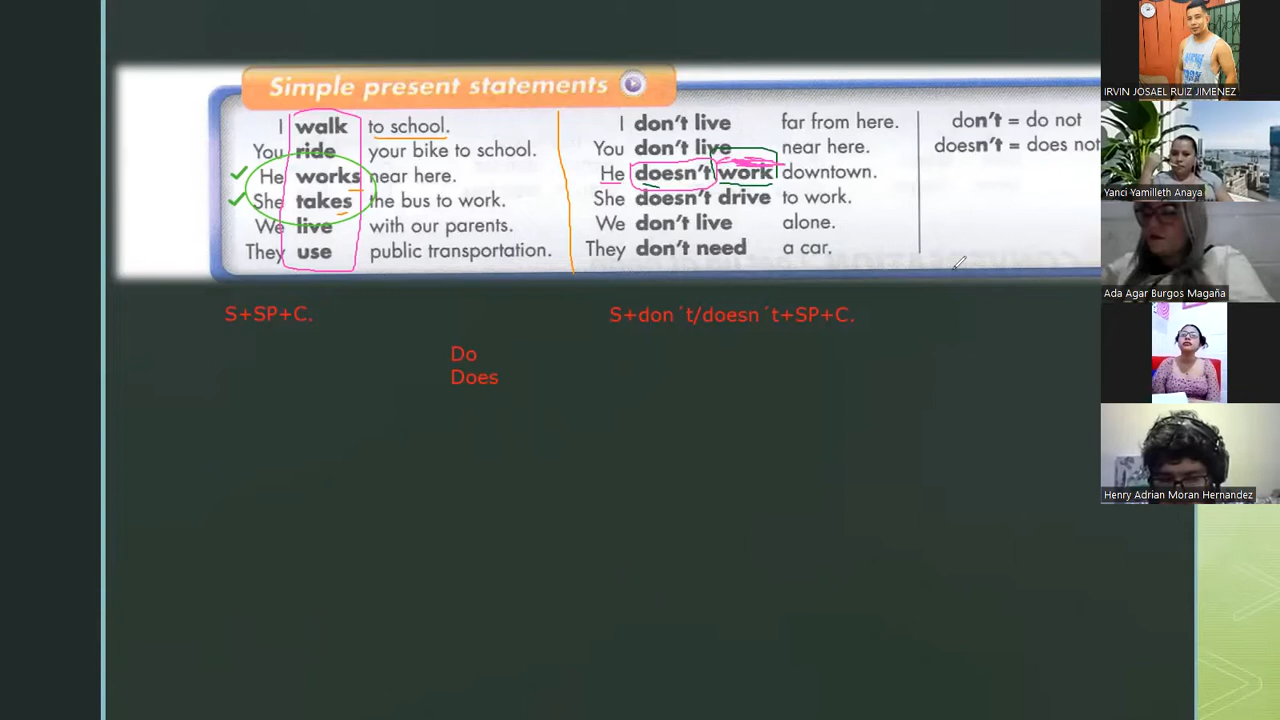 Simple present statements
I walk to school.
You ride your bike to school.
He works near here.
She takes the bus to work.
We live with our parents.
They use public transportation.
I don't live far from here.
You don't live near here.
He doesn't work downtown.
She doesn't drive to work.
We don't live alone.
They don't need a car.
don't = do not
doesn't = does not
S+SP+C.
S+don´t/doesn´t+SP+C.
Do
Does
IRVIN JOSAEL RUIZ JIMENEZ
Yanci Yamilleth Anaya
Ada Agar Burgos Magaña
Henry Adrian Moran Hernandez